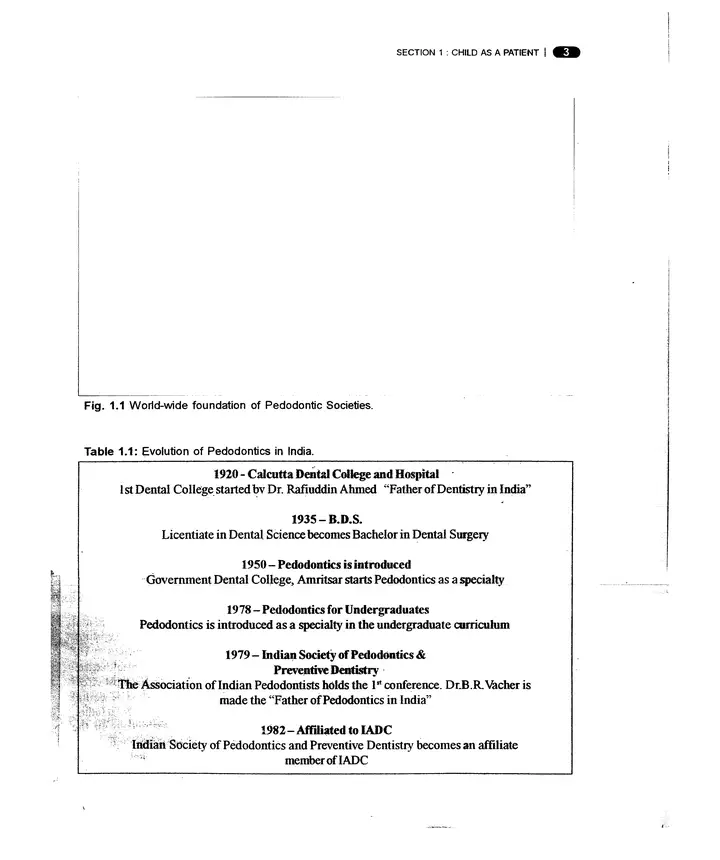 SECTION 1 : CHILD AS A PATIENT | 3
Fig. 1.1 World-wide foundation of Pedodontic Societies.
Table 1.1: Evolution of Pedodontics in India.
1920 - Calcutta Dental College and Hospital
1st Dental College started by Dr. Rafiuddin Ahmed "Father of Dentistry in India"
1935 – B.D.S.
Licentiate in Dental Science becomes Bachelor in Dental Surgery
1950 – Pedodontics is introduced
Government Dental College, Amritsar starts Pedodontics as a specialty
1978 – Pedodontics for Undergraduates
Pedodontics is introduced as a specialty in the undergraduate curriculum
1979 – Indian Society of Pedodontics &
Preventive Dentistry
The Association of Indian Pedodontists holds the 1st conference. Dr.B.R.Vacher is
made the "Father of Pedodontics in India"
1982 – Affiliated to IADC
Indian Society of Pedodontics and Preventive Dentistry becomes an affiliate
member of IADC